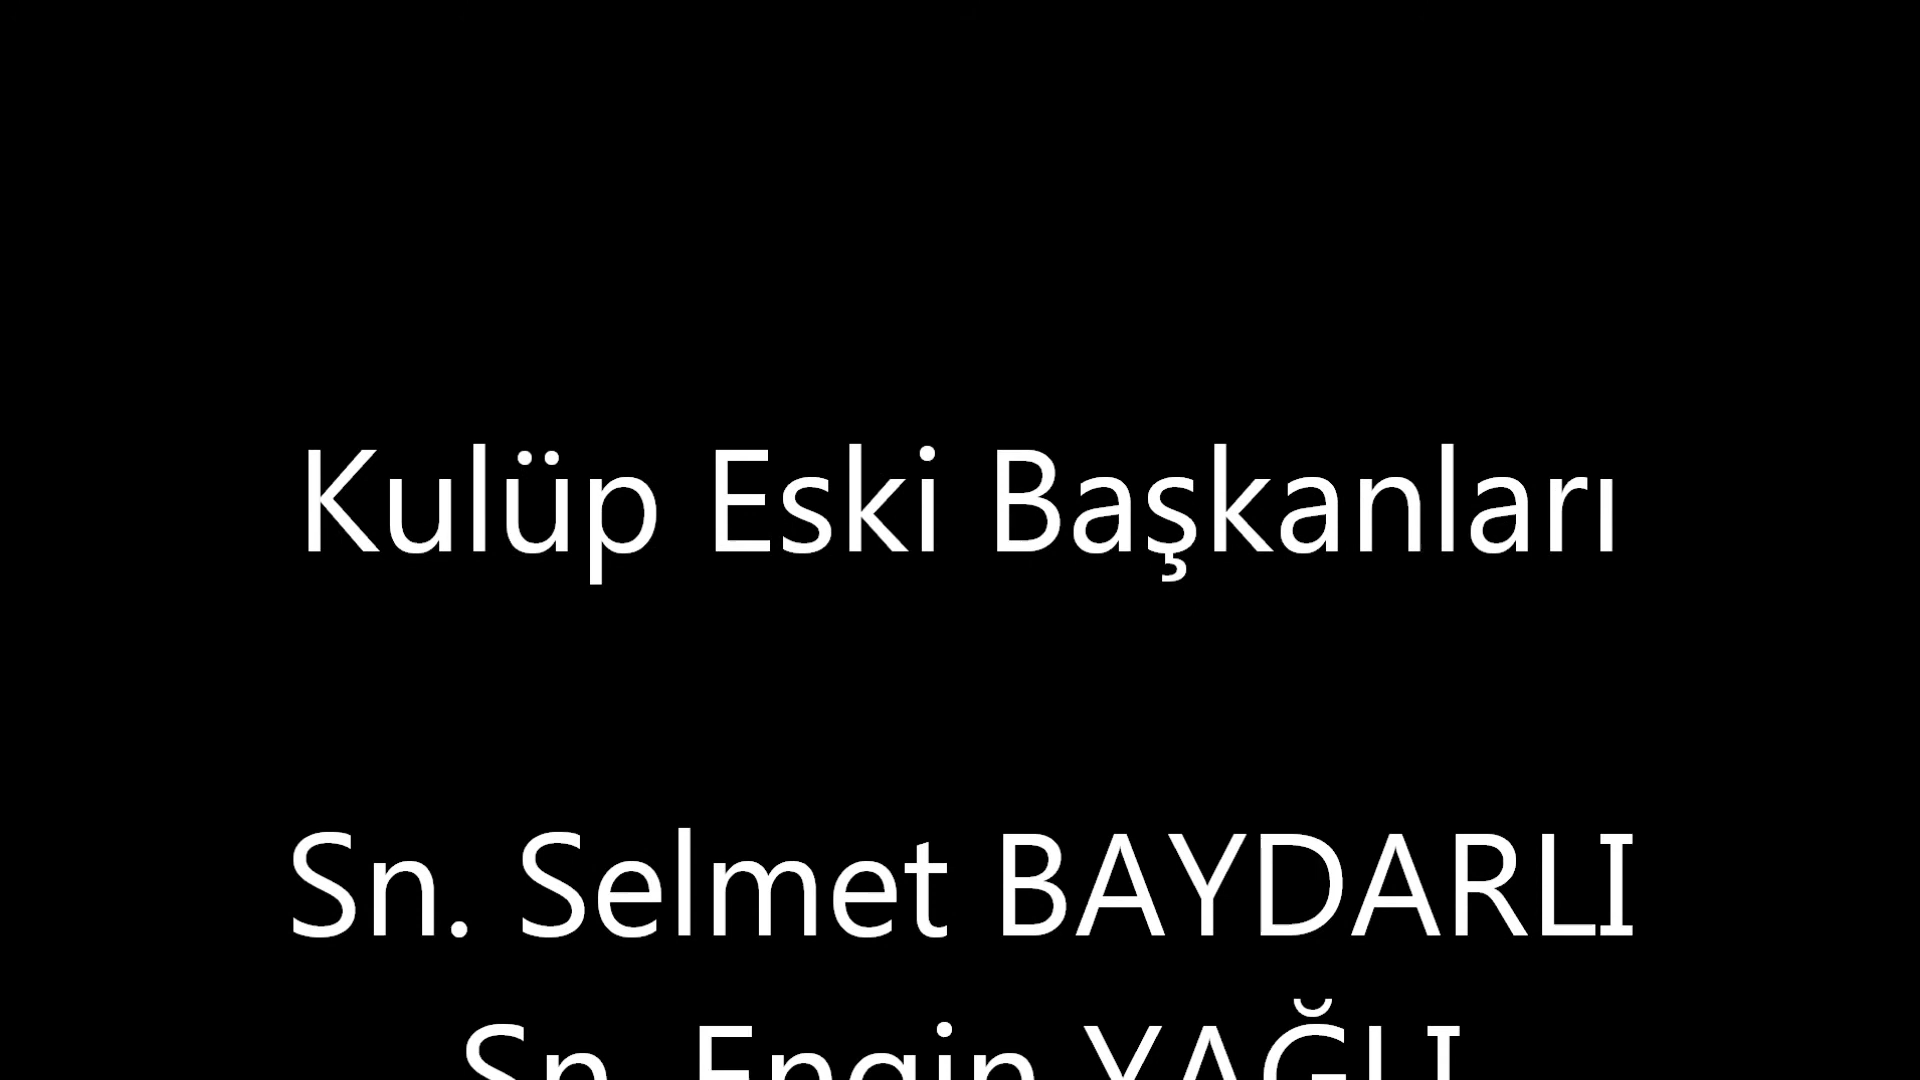 Kulüp Eski Başkanları
Sn. Selmet BAYDARLI
Sn. Engin YAĞLI